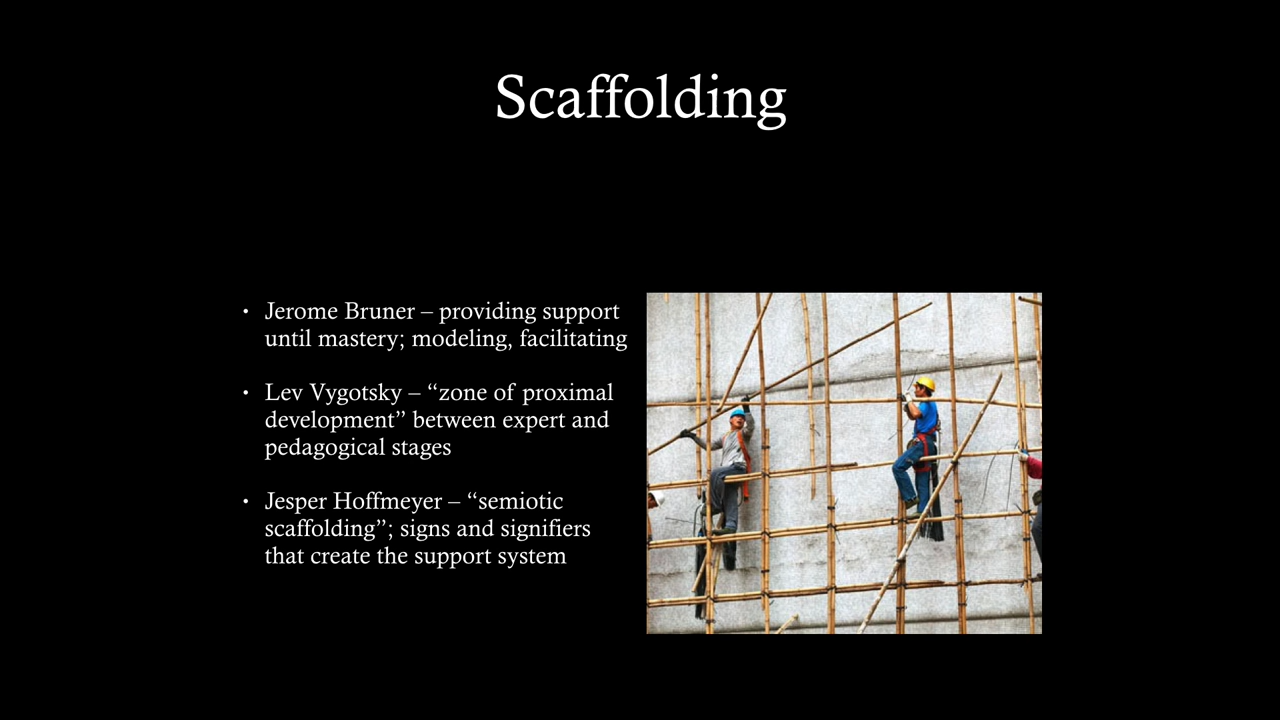 Scaffolding
• Jerome Bruner – providing support
until mastery; modeling, facilitating
• Lev Vygotsky – “zone of proximal
development” between expert and
pedagogical stages
• Jesper Hoffmeyer – “semiotic
scaffolding”; signs and signifiers
that create the support system